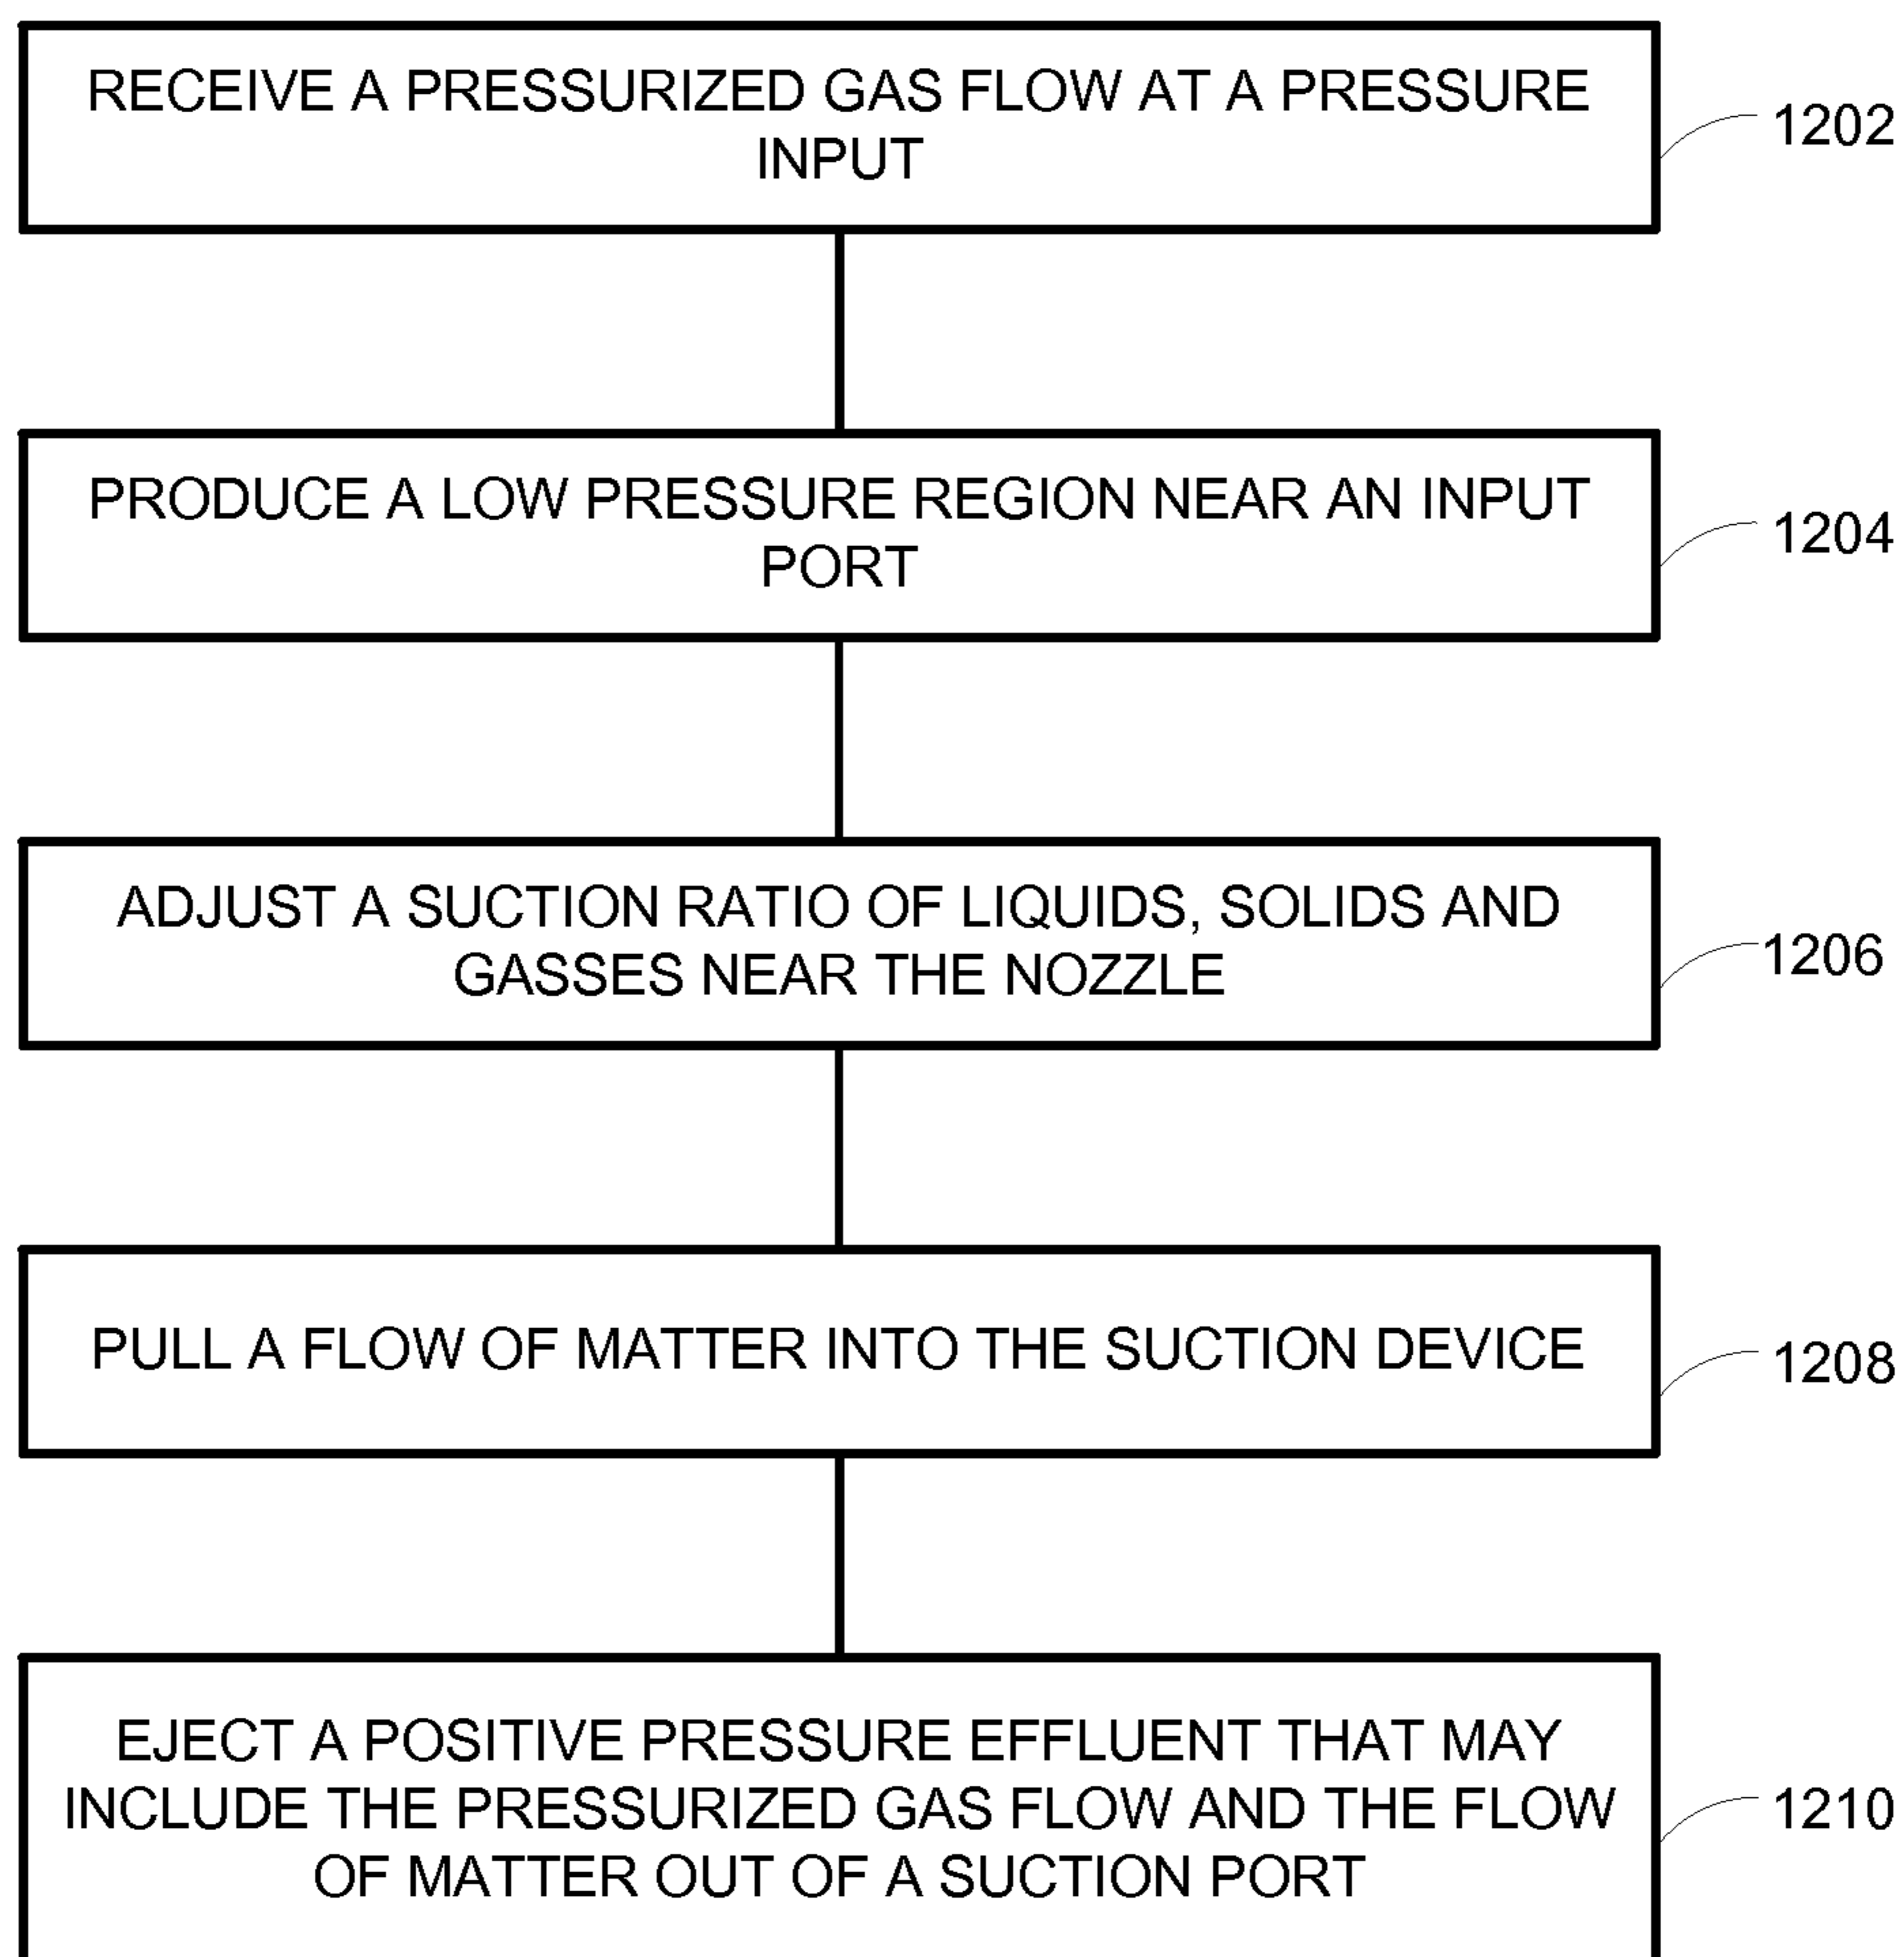 RECEIVE A PRESSURIZED GAS FLOW AT A PRESSURE
INPUT
1202
PRODUCE A LOW PRESSURE REGION NEAR AN INPUT
PORT
1204
ADJUST A SUCTION RATIO OF LIQUIDS, SOLIDS AND
GASSES NEAR THE NOZZLE
1206
PULL A FLOW OF MATTER INTO THE SUCTION DEVICE
1208
EJECT A POSITIVE PRESSURE EFFLUENT THAT MAY
INCLUDE THE PRESSURIZED GAS FLOW AND THE FLOW
OF MATTER OUT OF A SUCTION PORT
1210